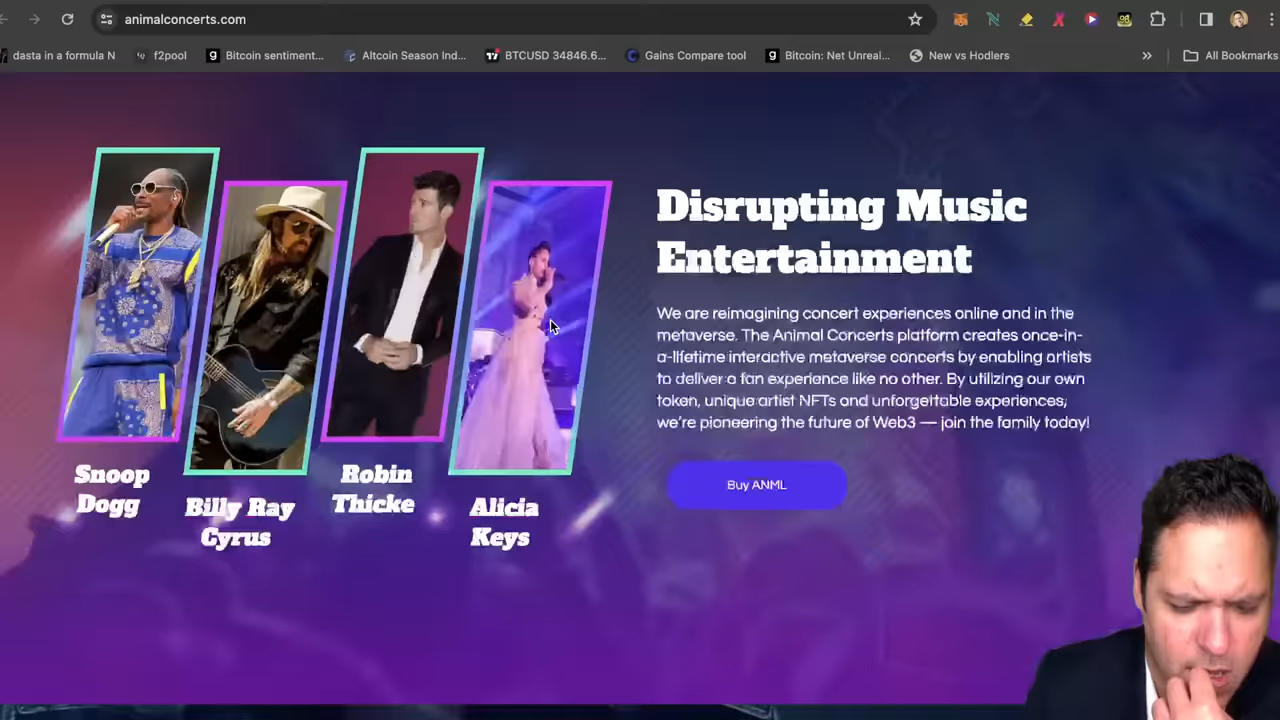 animalconcerts.com
dasta in a formula N
f2pool
Bitcoin sentiment...
Altcoin Season Ind...
BTCUSD 34846.6...
Gains Compare tool
Bitcoin: Net Unreal...
New vs Hodlers
»
All Bookmarks
Disrupting Music
Entertainment
We are reimagining concert experiences online and in the
metaverse. The Animal Concerts platform creates once-in-
a-lifetime interactive metaverse concerts by enabling artists
to deliver a fan experience like no other. By utilizing our own
token, unique artist NFTs and unforgettable experiences,
we're pioneering the future of Web3 — join the family today!
Buy ANML
Snoop
Dogg
Billy Ray
Cyrus
Robin
Thicke
Alicia
Keys